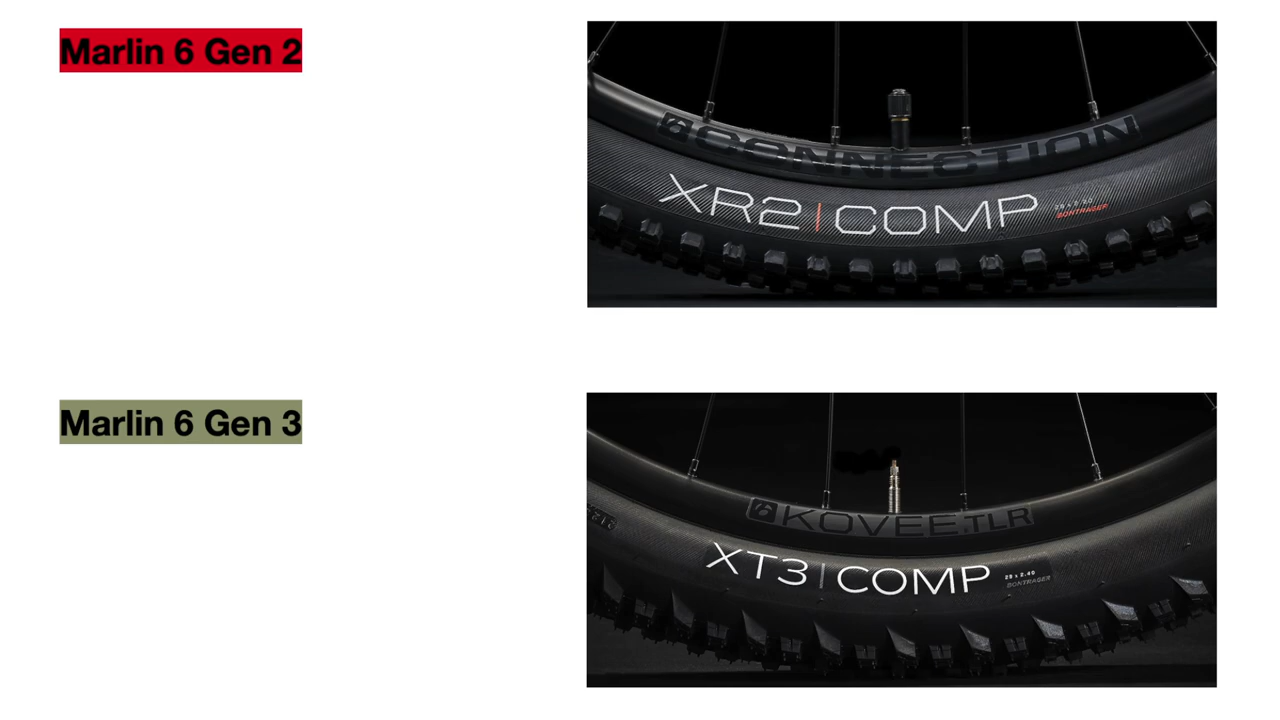 Marlin 6 Gen 2
CONNECTION
XR2 | COMP
BONTRAGER
Marlin 6 Gen 3
KOVEE TLR
XT3 | COMP
29 x 2.40
BONTRAGER